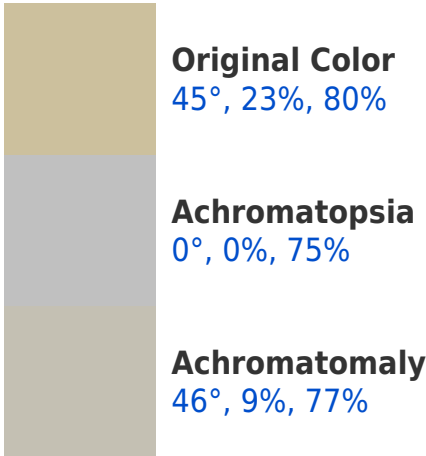 Original Color
45°, 23%, 80%
Achromatopsia
0°, 0%, 75%
Achromatomaly
46°, 9%, 77%